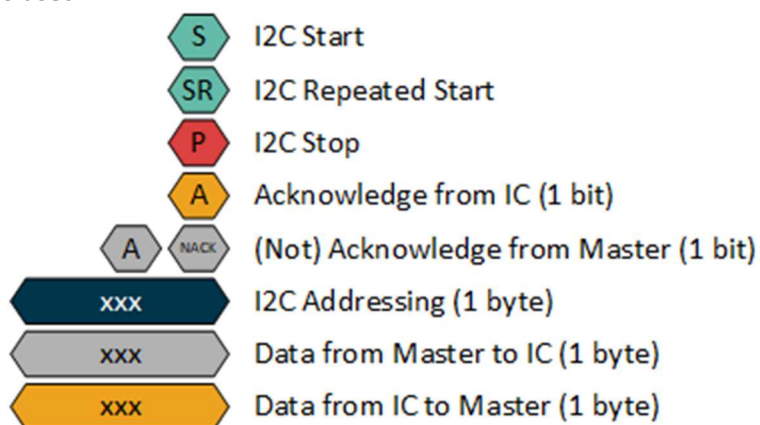 S I2C Start
SR I2C Repeated Start
P I2C Stop
A Acknowledge from IC (1 bit)
A NACK (Not) Acknowledge from Master (1 bit)
xxx I2C Addressing (1 byte)
xxx Data from Master to IC (1 byte)
xxx Data from IC to Master (1 byte)